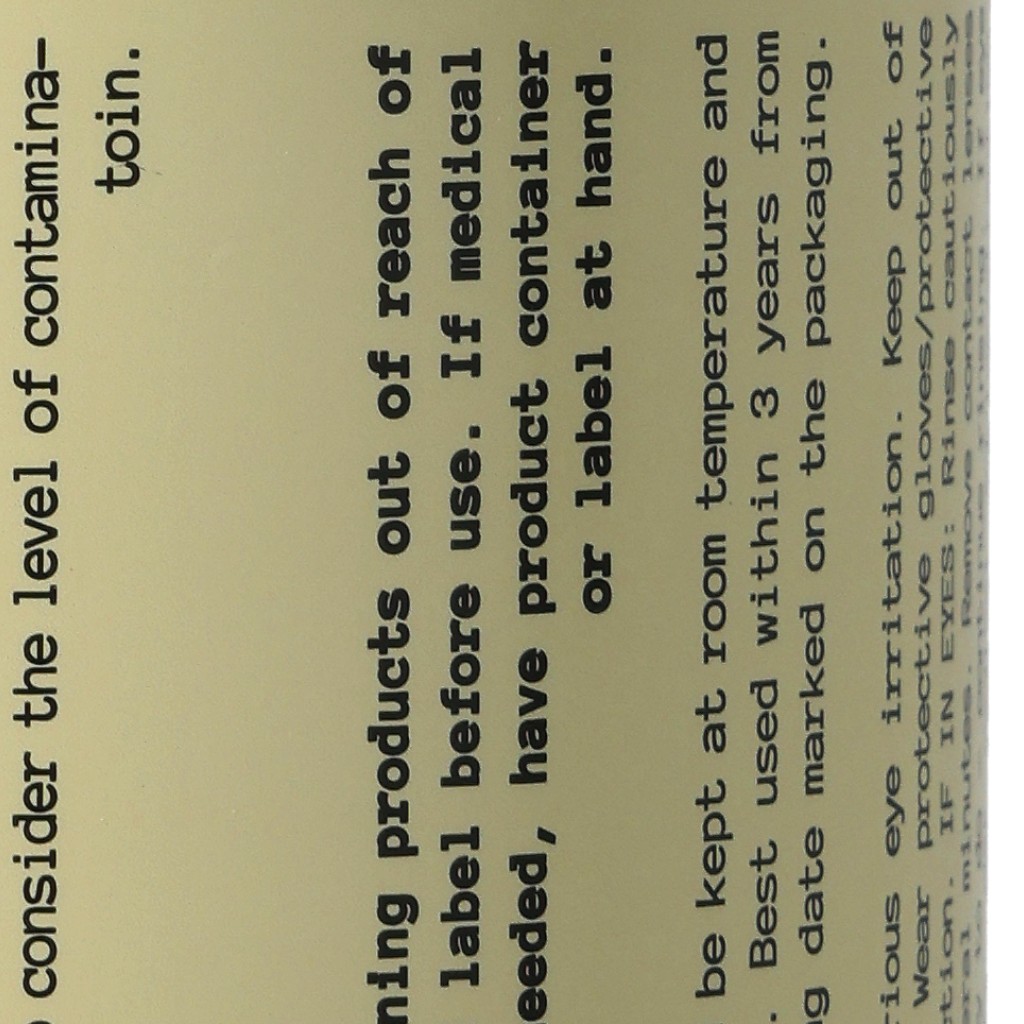 consider the level of contamina-
toin.
ning products out of reach of
label before use. If medical
eeded, have product container
or label at hand.
be kept at room temperature and
. Best used within 3 years from
g date marked on the packaging.
rious eye irritation. Keep out of
Wear protective gloves/protective
ction. IF IN EYES: Rinse cautiously
eral minutes. Remove contact lenses